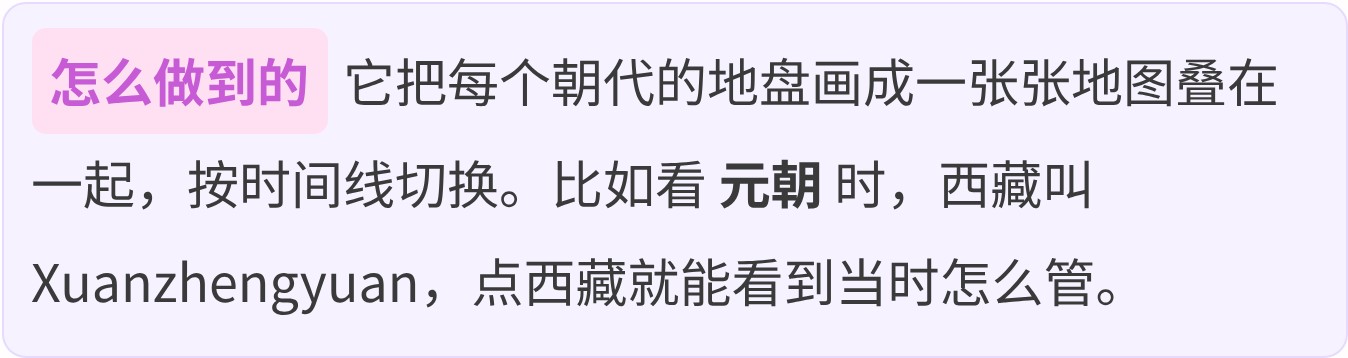 怎么做到的 它把每个朝代的地盘画成一张张地图叠在
一起，按时间线切换。比如看 元朝 时，西藏叫
Xuanzhengyuan，点西藏就能看到当时怎么管。